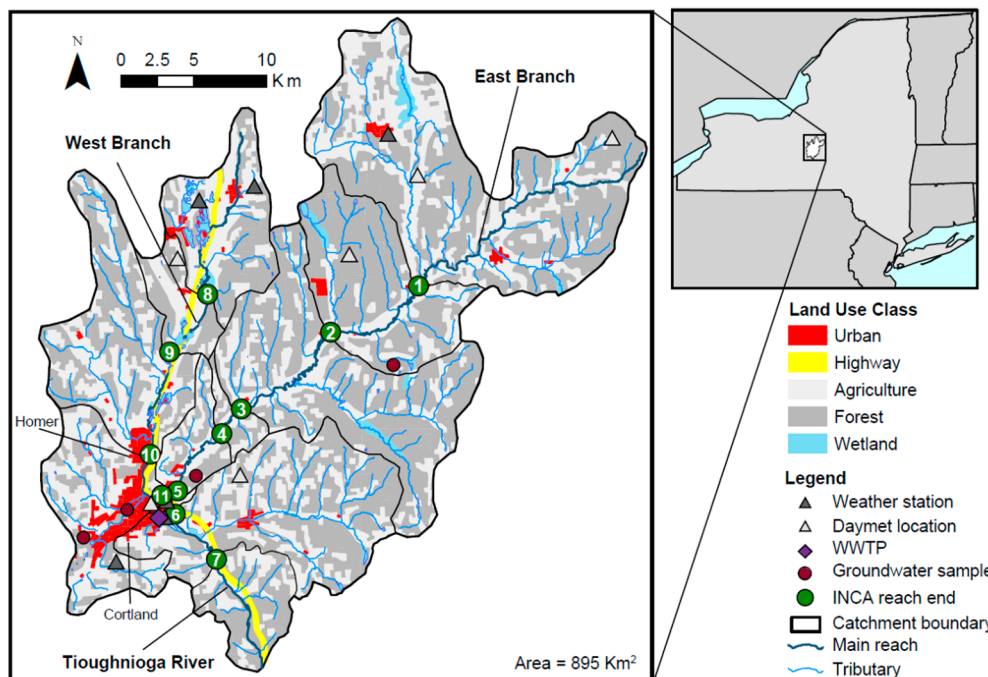 N
0 2.5 5 10
Km
East Branch
West Branch
1
2
3
4
5
6
7
8
9
10
11
Homer
Cortland
Tioughnioga River
Area = 895 Km²
Land Use Class
Urban
Highway
Agriculture
Forest
Wetland
Legend
Weather station
Daymet location
WWTP
Groundwater sample
INCA reach end
Catchment boundary
Main reach
Tributary